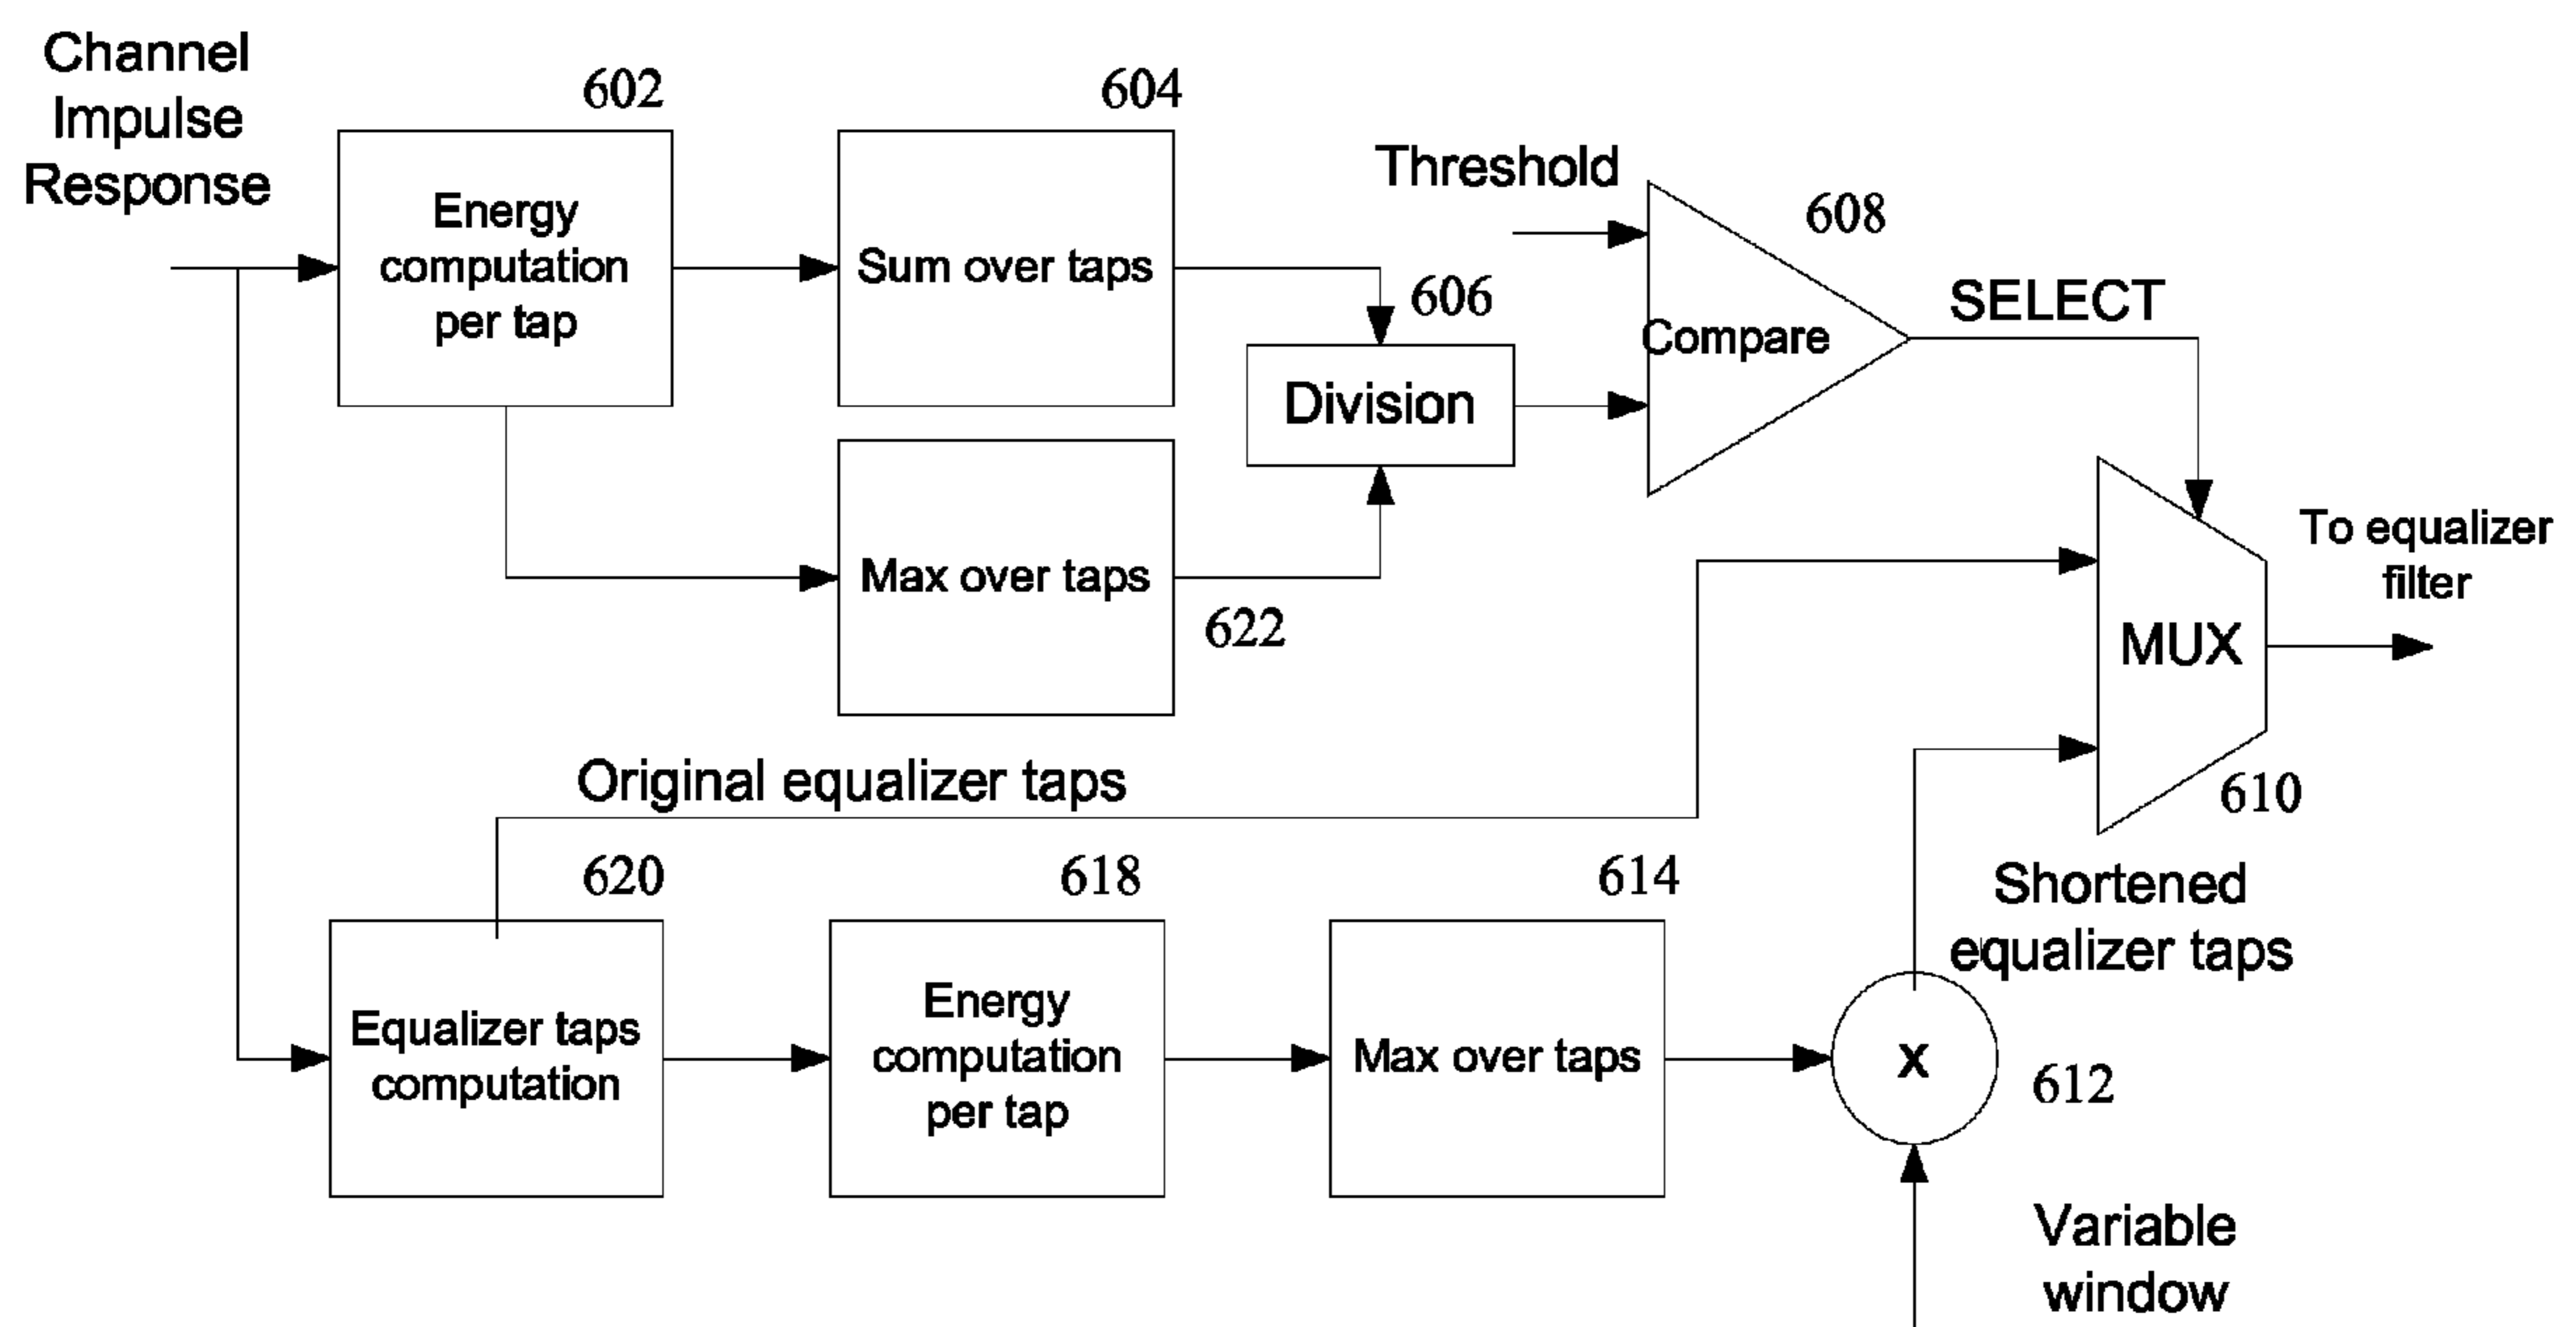 Channel
Impulse
Response
602
604
Energy
computation
per tap
Sum over taps
Threshold
608
606
Compare
SELECT
Division
Max over taps
622
To equalizer
filter
MUX
610
Original equalizer taps
620
618
614
Shortened
equalizer taps
Equalizer taps
computation
Energy
computation
per tap
Max over taps
X
612
Variable
window